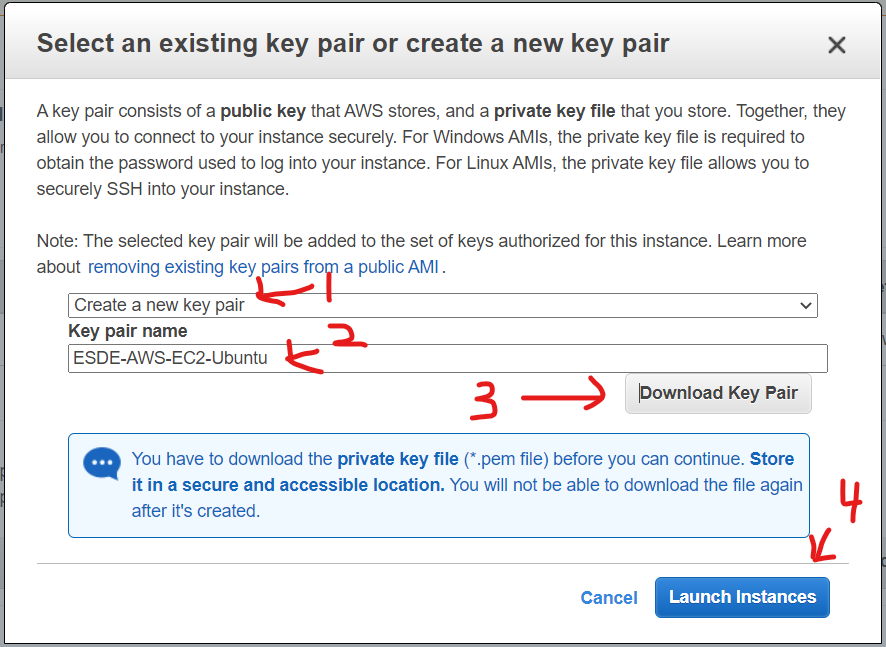 Select an existing key pair or create a new key pair
A key pair consists of a public key that AWS stores, and a private key file that you store. Together, they
allow you to connect to your instance securely. For Windows AMIs, the private key file is required to
obtain the password used to log into your instance. For Linux AMIs, the private key file allows you to
securely SSH into your instance.
Note: The selected key pair will be added to the set of keys authorized for this instance. Learn more
about removing existing key pairs from a public AMI.
1
Create a new key pair
Key pair name
2
ESDE-AWS-EC2-Ubuntu
3
Download Key Pair
You have to download the private key file (*.pem file) before you can continue. Store
it in a secure and accessible location. You will not be able to download the file again
after it's created.
4
Cancel
Launch Instances